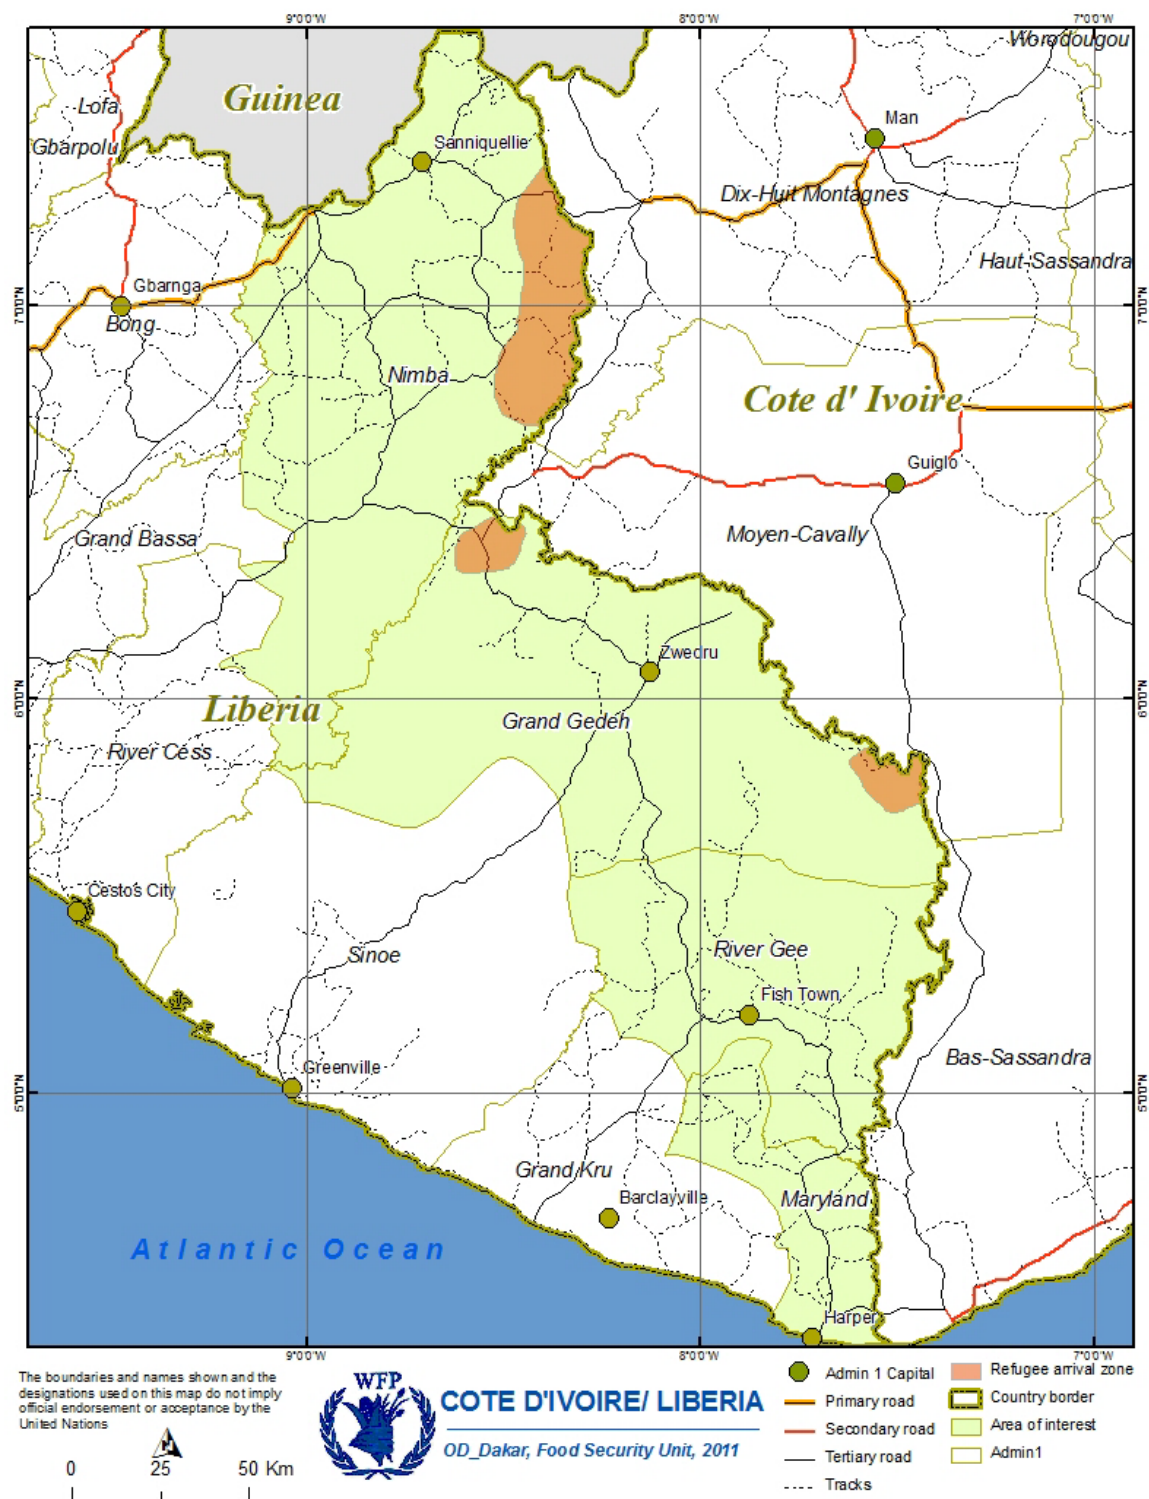 9°0'0"W
8°0'0"W
7°0'0"W
Worodougou
Guinea
Lofa
Man
Gbarpolu
Sanniquellie
Dix-Huit Montagnes
Haut-Sassandra
Gbarnga
7°0'0"N
7°0'0"N
Bong
Nimba
Cote d' Ivoire
Guiglo
Grand Bassa
Moyen-Cavally
Zwedru
6°0'0"N
6°0'0"N
Liberia
Grand Gedeh
River Cess
Cestos City
Sinoe
River Gee
Fish Town
Bas-Sassandra
Greenville
5°0'0"N
5°0'0"N
Grand Kru
Barclayville
Maryland
Atlantic Ocean
Harper
9°0'0"W
8°0'0"W
7°0'0"W
The boundaries and names shown and the
designations used on this map do not imply
official endorsement or acceptance by the
United Nations
0 25 50 Km
WFP
COTE D'IVOIRE/ LIBERIA
OD_Dakar, Food Security Unit, 2011
Admin 1 Capital
Primary road
Secondary road
Tertiary road
Tracks
Refugee arrival zone
Country border
Area of interest
Admin1